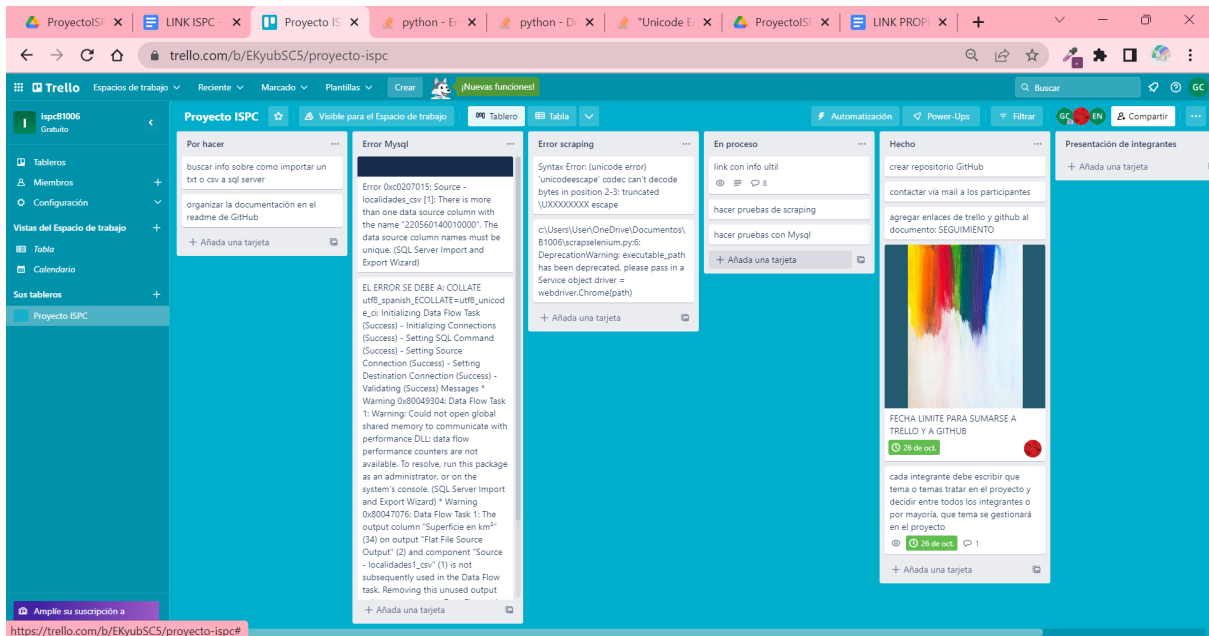 ProyectoISP
LINK ISPC -
Proyecto IS
python - Er
python - De
"Unicode Er
ProyectoISP
LINK PROP
trello.com/b/EKyubSC5/proyecto-ispc
Trello
Espacios de trabajo
Reciente
Marcado
Plantillas
Crear
¡Nuevas funciones!
Buscar
GC
I
ispcB1006
Gratuito
Proyecto ISPC
Visible para el Espacio de trabajo
Tablero
Tabla
Automatización
Power-Ups
Filtrar
GC
EN
Compartir
Tableros
Miembros
Configuración
Vistas del Espacio de trabajo
Tabla
Calendario
Sus tableros
Proyecto ISPC
Amplíe su suscripción a
https://trello.com/b/EKyubSC5/proyecto-ispc#
Por hacer
buscar info sobre como importar un
txt o csv a sql server
organizar la documentación en el
readme de GitHub
+ Añada una tarjeta
Error Mysql
Error 0xc0207015: Source -
localidades_csv [1]: There is more
than one data source column with
the name "220560140010000". The
data source column names must be
unique. (SQL Server Import and
Export Wizard)
EL ERROR SE DEBE A: COLLATE
utf8_spanish_ECOLLATE=utf8_unicod
e_ci: Initializing Data Flow Task
(Success) - Initializing Connections
(Success) - Setting SQL Command
(Success) - Setting Source
Connection (Success) - Setting
Destination Connection (Success) -
Validating (Success) Messages *
Warning 0x80049304: Data Flow Task
1: Warning: Could not open global
shared memory to communicate with
performance DLL; data flow
performance counters are not
available. To resolve, run this package
as an administrator, or on the
system's console. (SQL Server Import
and Export Wizard) * Warning
0x80047076: Data Flow Task 1: The
output column "Superficie en km²"
(34) on output "Flat File Source
Output" (2) and component "Source
- localidades1_csv" (1) is not
subsequently used in the Data Flow
task. Removing this unused output
+ Añada una tarjeta
Error scraping
Syntax Error: (unicode error)
'unicodeescape' codec can't decode
bytes in position 2-3: truncated
\UXXXXXXXX escape
c:\Users\User\OneDrive\Documentos\
B1006\scrapselenium.py:6:
DeprecationWarning: executable_path
has been deprecated, please pass in a
Service object driver =
webdriver.Chrome(path)
+ Añada una tarjeta
En proceso
link con info ultil
8
hacer pruebas de scraping
hacer pruebas con Mysql
+ Añada una tarjeta
Hecho
crear repositorio GitHub
contactar vía mail a los participantes
agregar enlaces de trello y github al
documento: SEGUIMIENTO
FECHA LIMITE PARA SUMARSE A
TRELLO Y A GITHUB
26 de oct.
cada integrante debe escribir que
tema o temas tratar en el proyecto y
decidir entre todos los integrantes o
por mayoría, que tema se gestionará
en el proyecto
26 de oct.
1
+ Añada una tarjeta
Presentación de integrantes
+ Añada una tarjeta